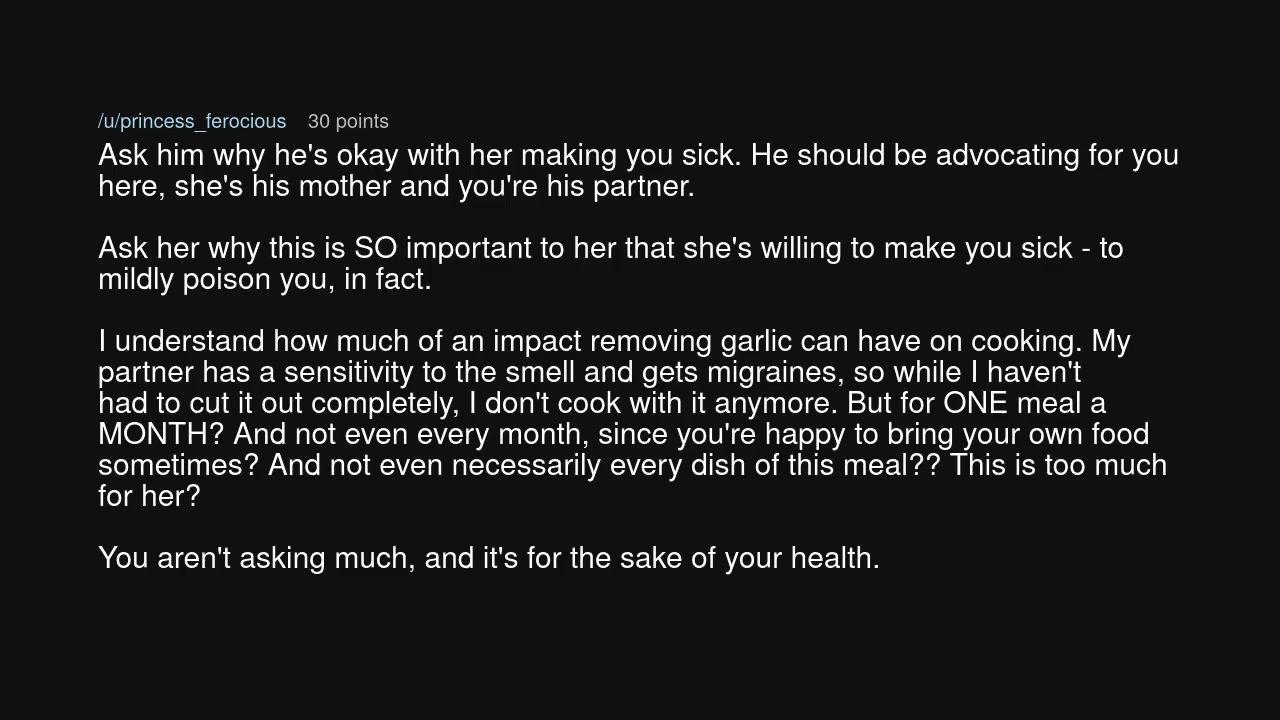 /u/princess_ferocious 30 points
Ask him why he's okay with her making you sick. He should be advocating for you
here, she's his mother and you're his partner.
Ask her why this is SO important to her that she's willing to make you sick - to
mildly poison you, in fact.
I understand how much of an impact removing garlic can have on cooking. My
partner has a sensitivity to the smell and gets migraines, so while I haven't
had to cut it out completely, I don't cook with it anymore. But for ONE meal a
MONTH? And not even every month, since you're happy to bring your own food
sometimes? And not even necessarily every dish of this meal?? This is too much
for her?
You aren't asking much, and it's for the sake of your health.